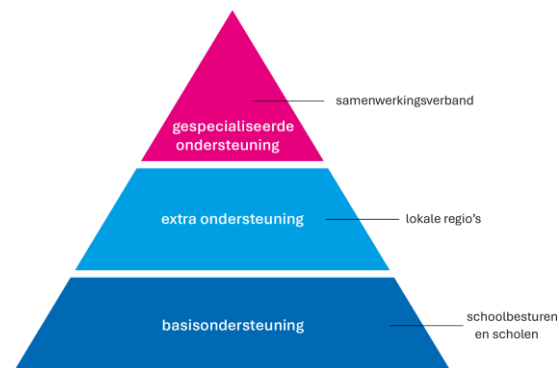 samenwerkingsverband
gespecialiseerde
ondersteuning
extra ondersteuning
lokale regio's
basisondersteuning
schoolbesturen
en scholen